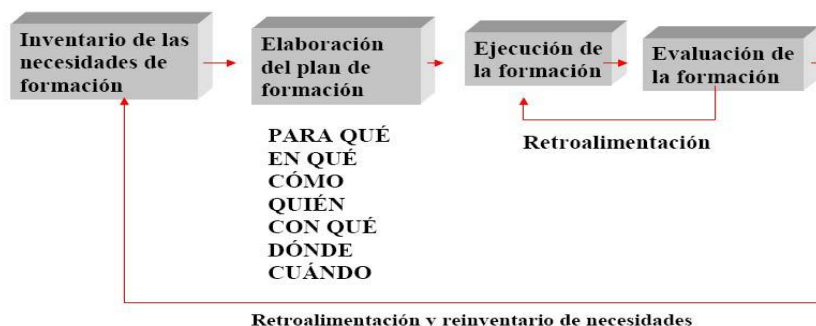 Inventario de las
necesidades de
formación
Elaboración
del plan de
formación
Ejecución de
la formación
Evaluación de
la formación
PARA QUÉ
EN QUÉ
CÓMO
QUIÉN
CON QUÉ
DÓNDE
CUÁNDO
Retroalimentación
Retroalimentación y reinventario de necesidades